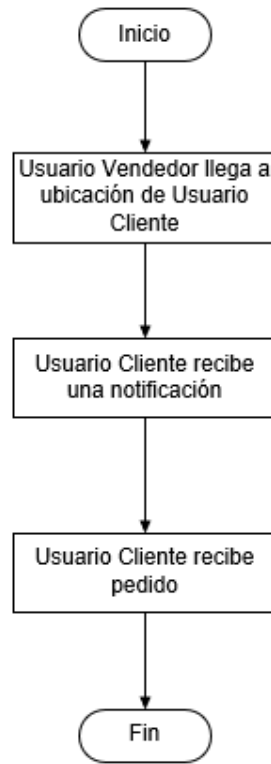 Inicio
Usuario Vendedor llega a
ubicación de Usuario
Cliente
Usuario Cliente recibe
una notificación
Usuario Cliente recibe
pedido
Fin